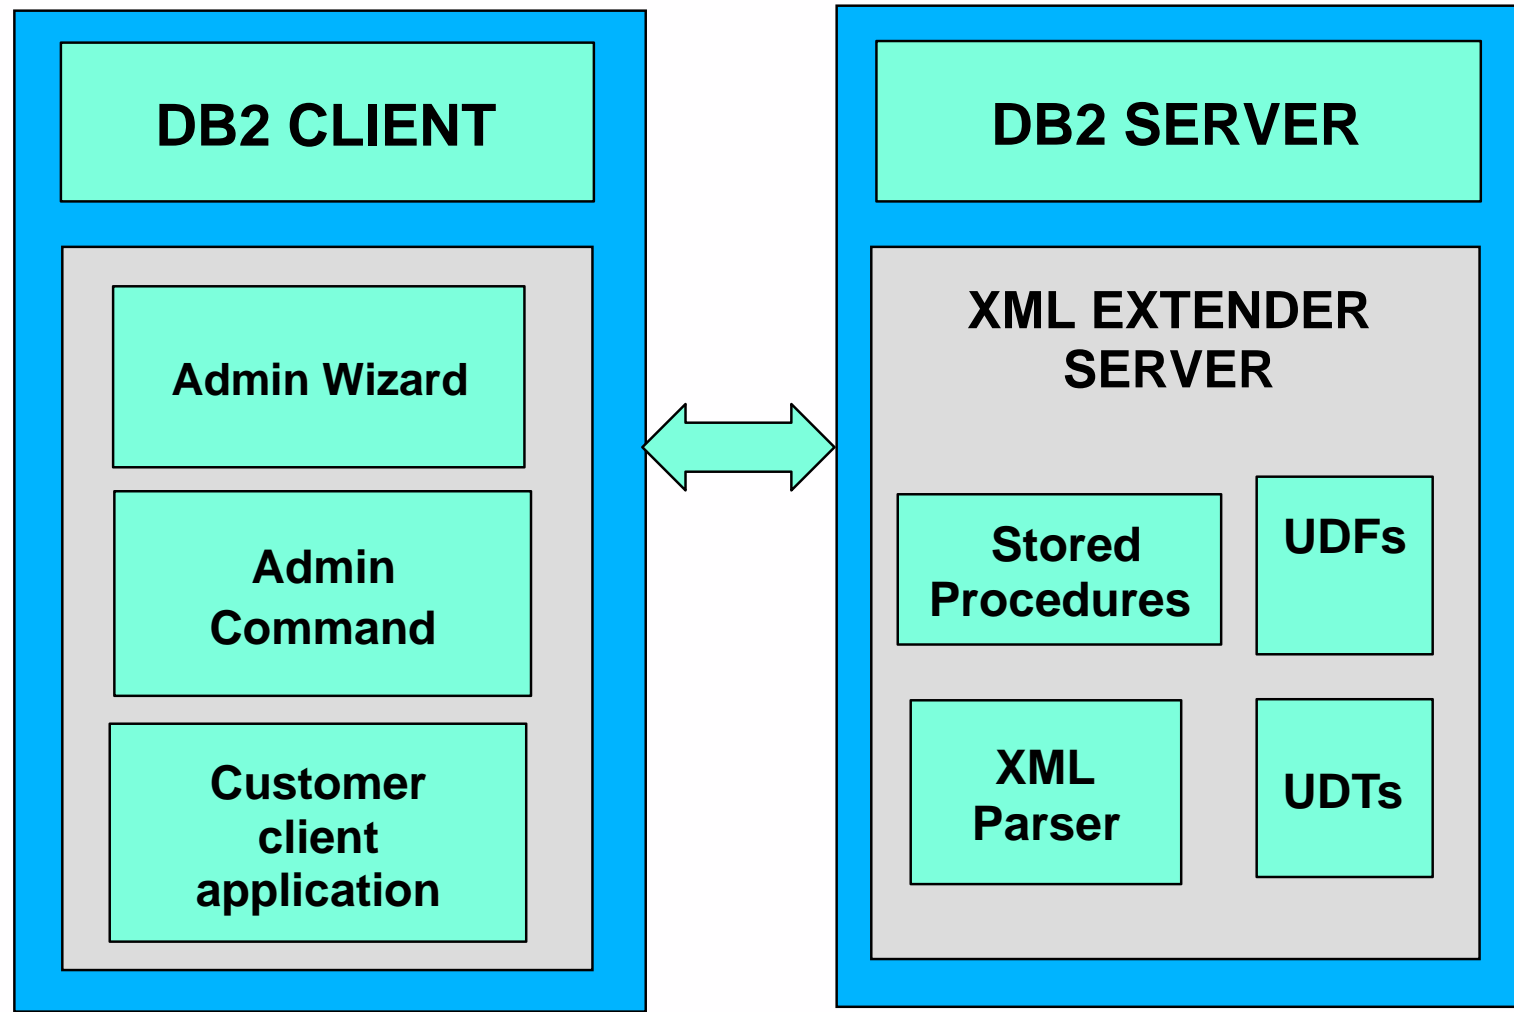 DB2 CLIENT
Admin Wizard
Admin
Command
Customer
client
application
DB2 SERVER
XML EXTENDER
SERVER
Stored
Procedures
UDFs
XML
Parser
UDTs